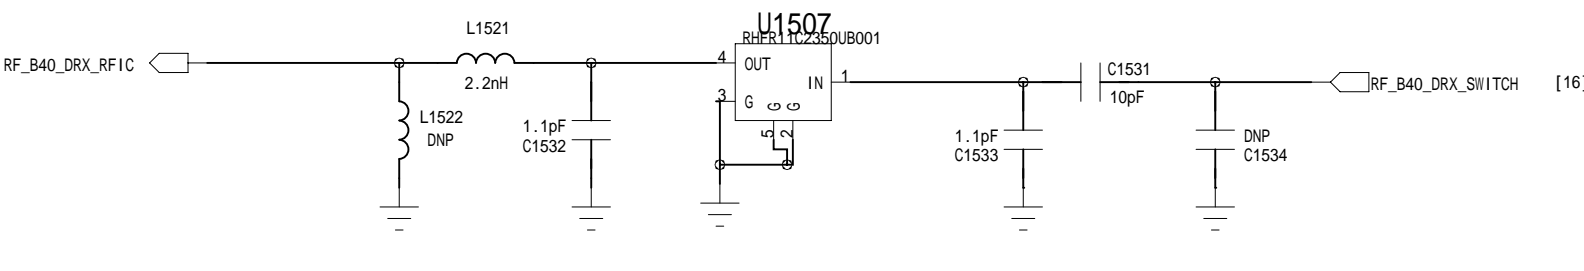 U1507
RHFR11C2350UB001
L1521
2.2nH
RF_B40_DRX_RFIC
L1522
DNP
1.1pF
C1532
4
OUT
IN
1
3
G
G
G
5
2
C1531
10pF
1.1pF
C1533
DNP
C1534
RF_B40_DRX_SWITCH
[16]